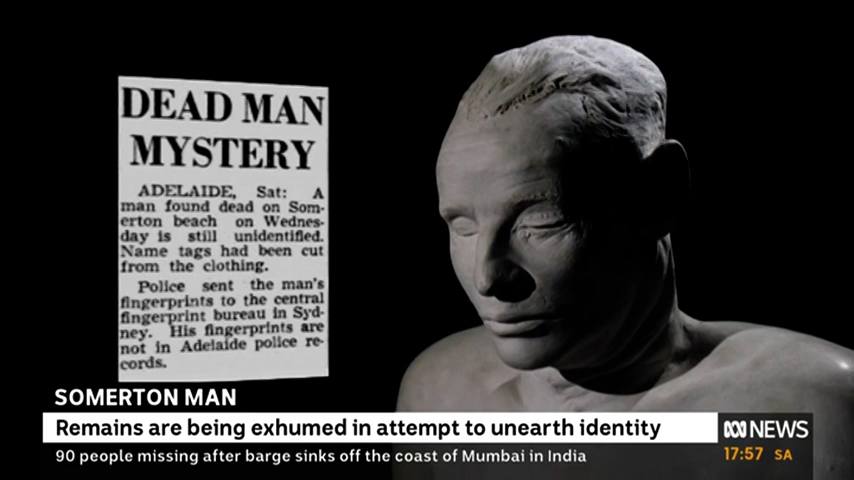 DEAD MAN
MYSTERY
ADELAIDE, Sat: A
man found dead on Som-
erton beach on Wednes-
day is still unidentified.
Name tags had been cut
from the clothing.
Police sent the man's
fingerprints to the central
fingerprint bureau in Syd-
ney. His fingerprints are
not in Adelaide police re-
cords.
SOMERTON MAN
Remains are being exhumed in attempt to unearth identity
NEWS
90 people missing after barge sinks off the coast of Mumbai in India
17:57 SA